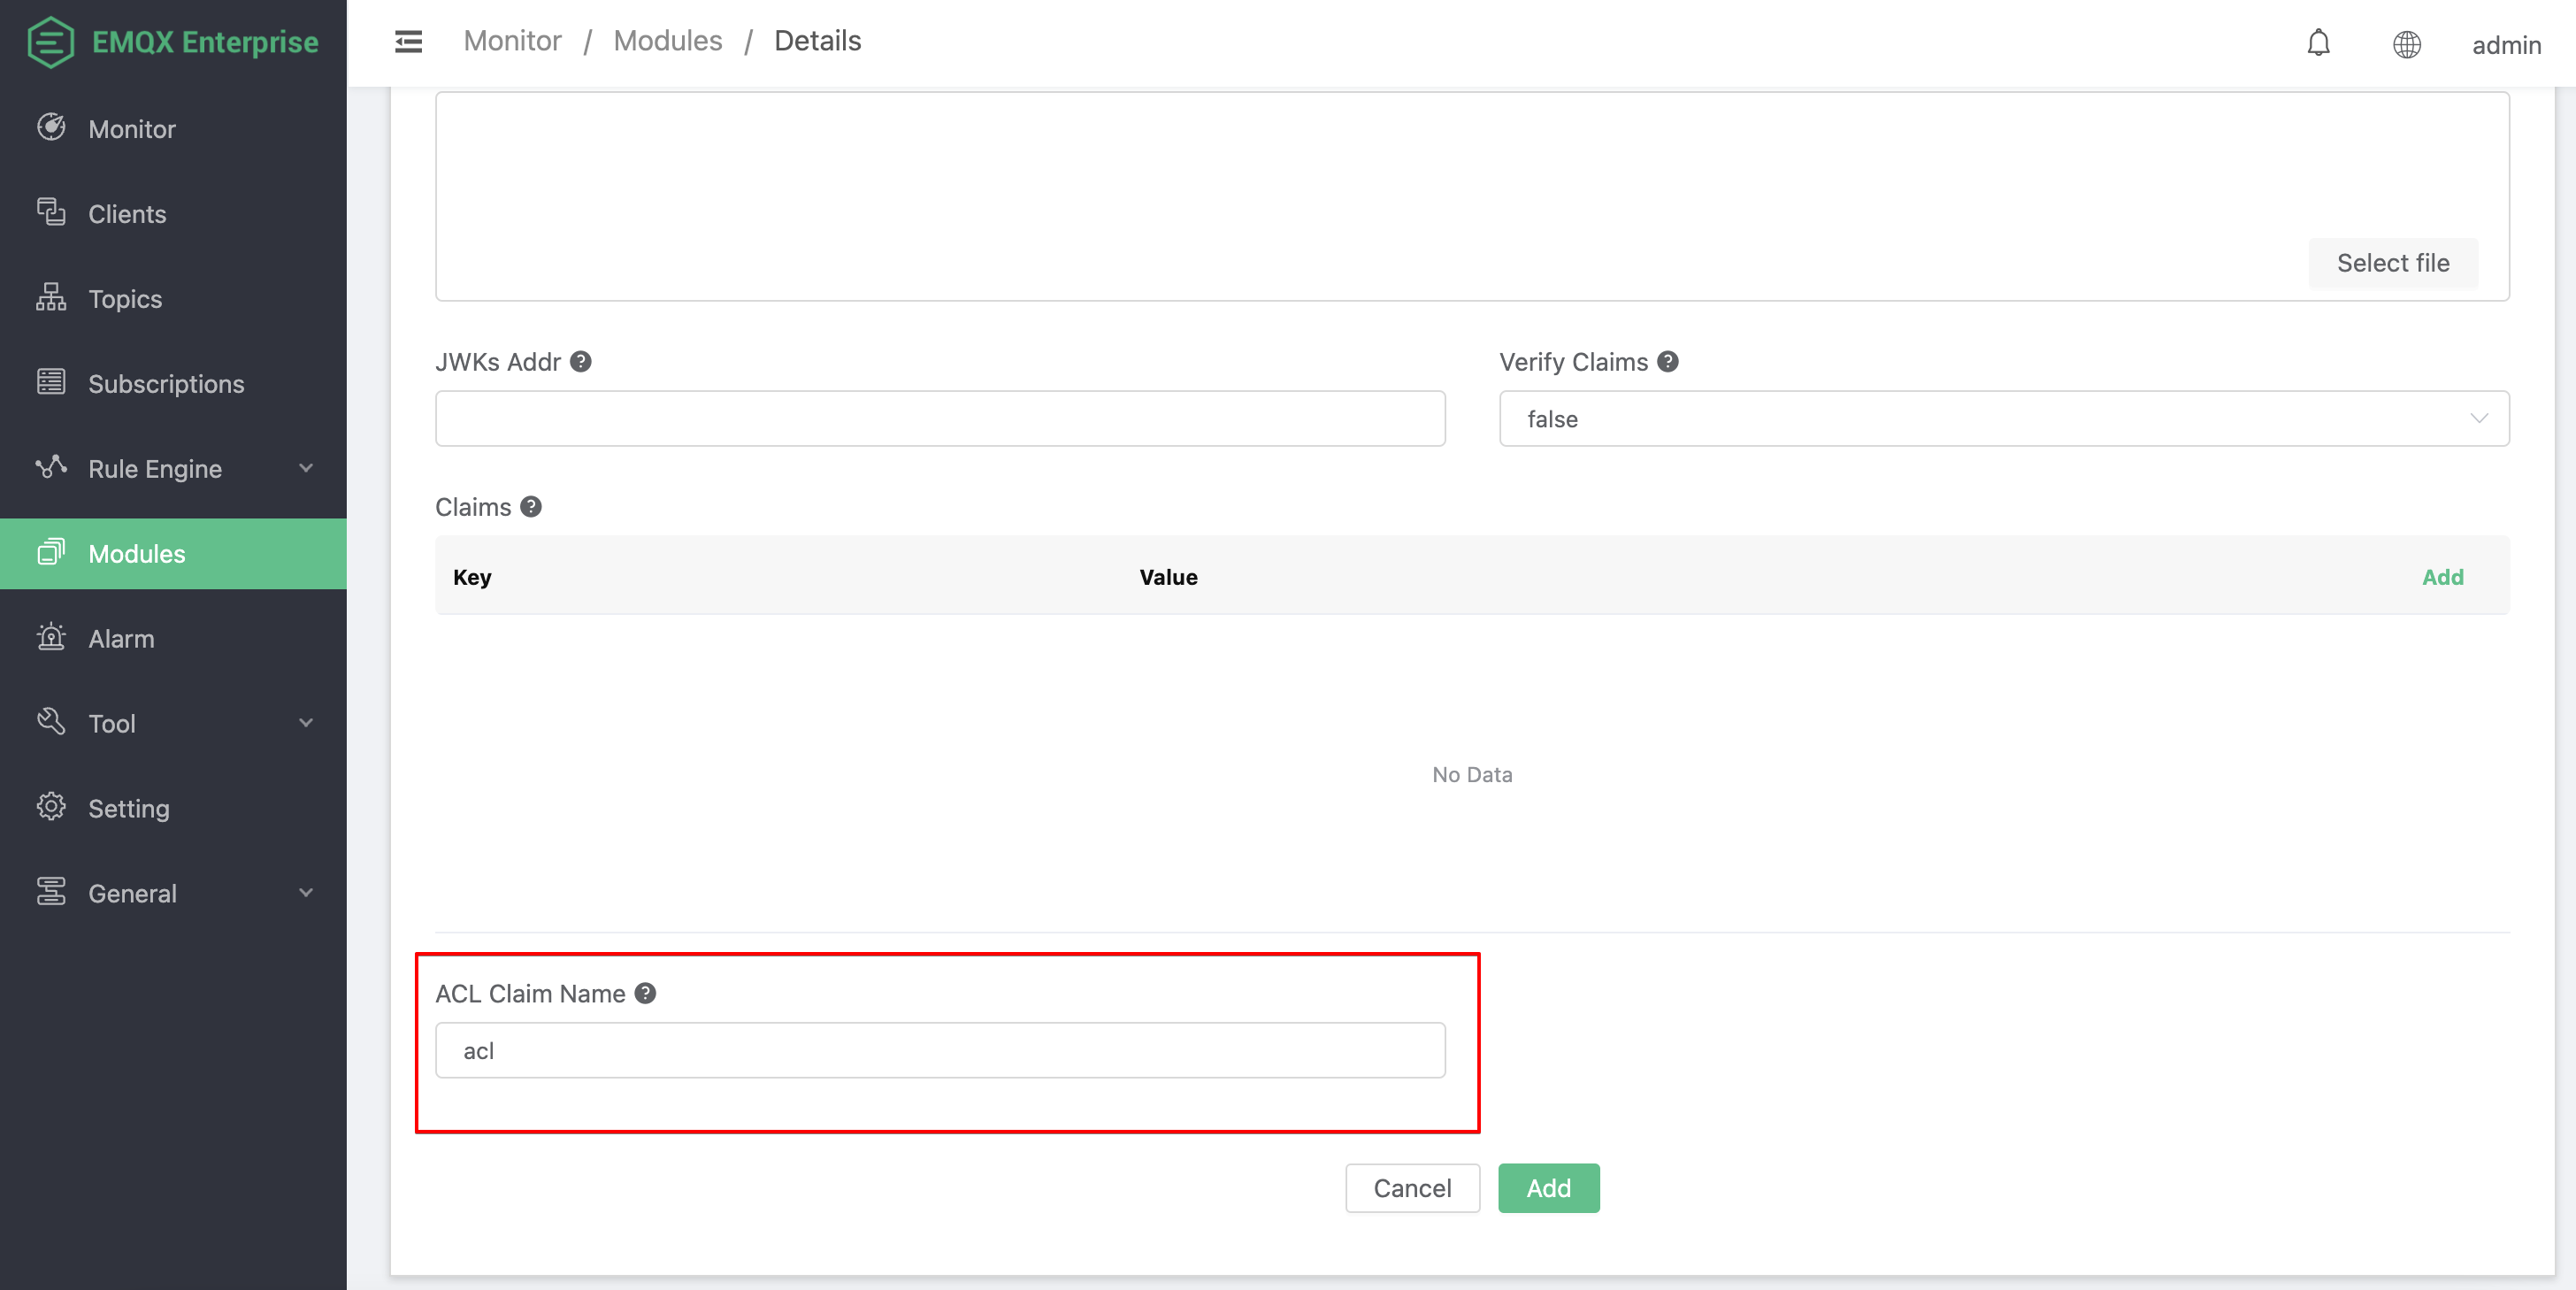 EMQX Enterprise
Monitor / Modules / Details
admin
Monitor
Clients
Topics
Subscriptions
Rule Engine
Modules
Alarm
Tool
Setting
General
Select file
JWKs Addr ?
Verify Claims ?
false
Claims ?
Key Value Add
No Data
ACL Claim Name ?
acl
Cancel Add